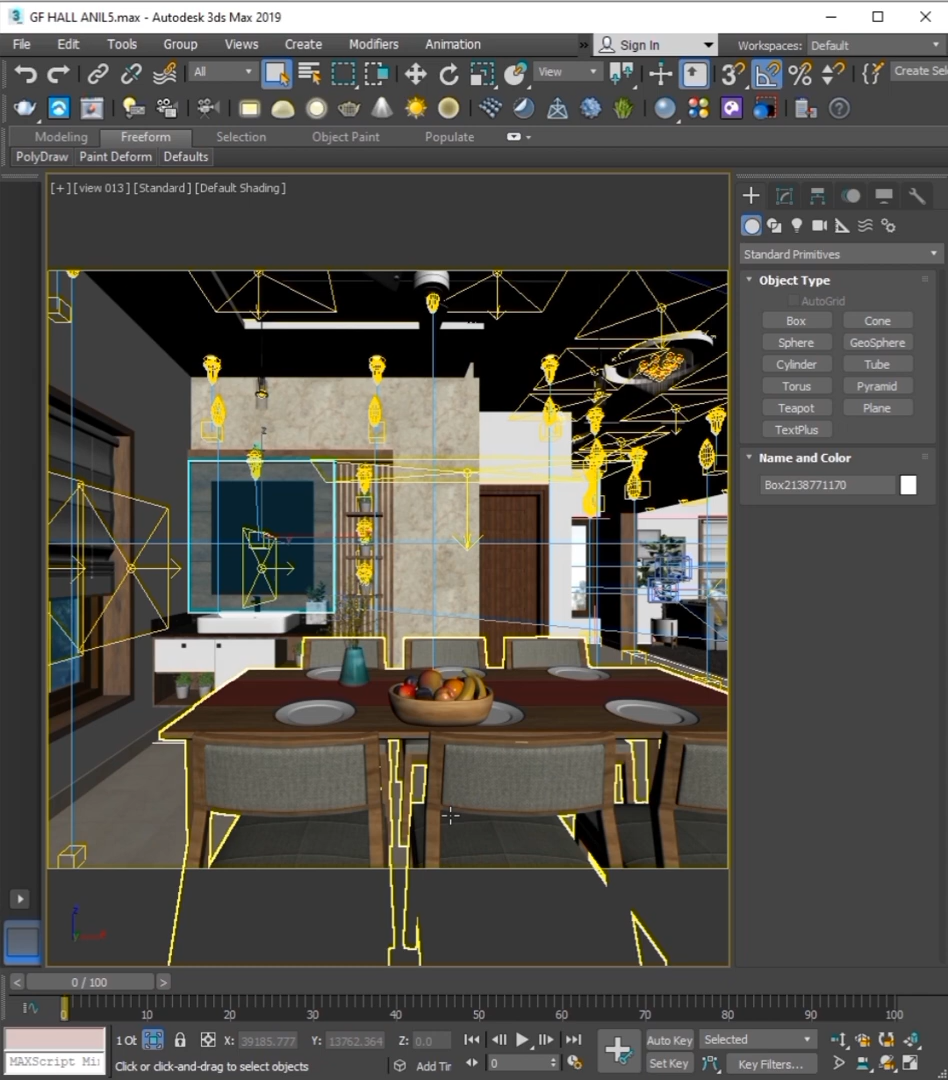 GF HALL ANIL5.max - Autodesk 3ds Max 2019
File Edit Tools Group Views Create Modifiers Animation » Sign In Workspaces: Default
All View 3 Create Sel
Modeling Freeform Selection Object Paint Populate
PolyDraw Paint Deform Defaults
[+] [view 013] [Standard] [Default Shading]
Standard Primitives
Object Type
AutoGrid
Box Cone
Sphere GeoSphere
Cylinder Tube
Torus Pyramid
Teapot Plane
TextPlus
Name and Color
Box2138771170
z
z
< 0 / 100 >
0 10 20 30 40 50 60 70 80 90 100
1 Ob X: 39185.777 Y: 13762.364 Z: 0.0 Auto Key Selected
MAXScript Mi Click or click-and-drag to select objects Add Tir 0 Set Key Key Filters...